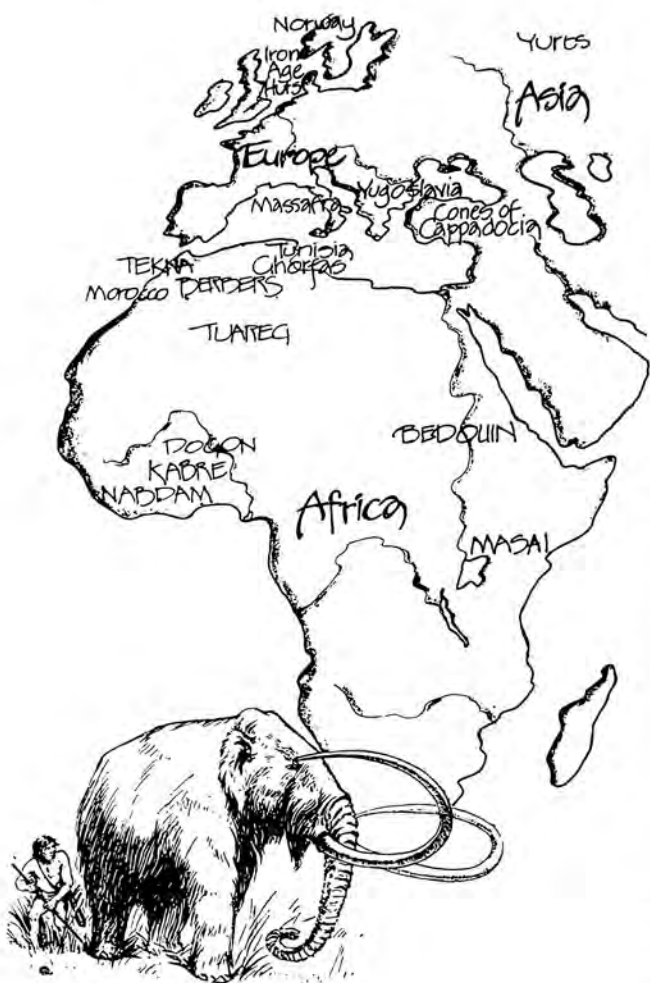 Norway
Iron
Age
Huts
YURTS
Asia
Europe
Yugoslavia
Massafra
Cones of
Cappadocia
Tunisia
Ghorfas
TEKNA
Morocco BERBERS
TUAREG
BEDOUIN
DOGON
KABRE
NABDAM
Africa
MASAI